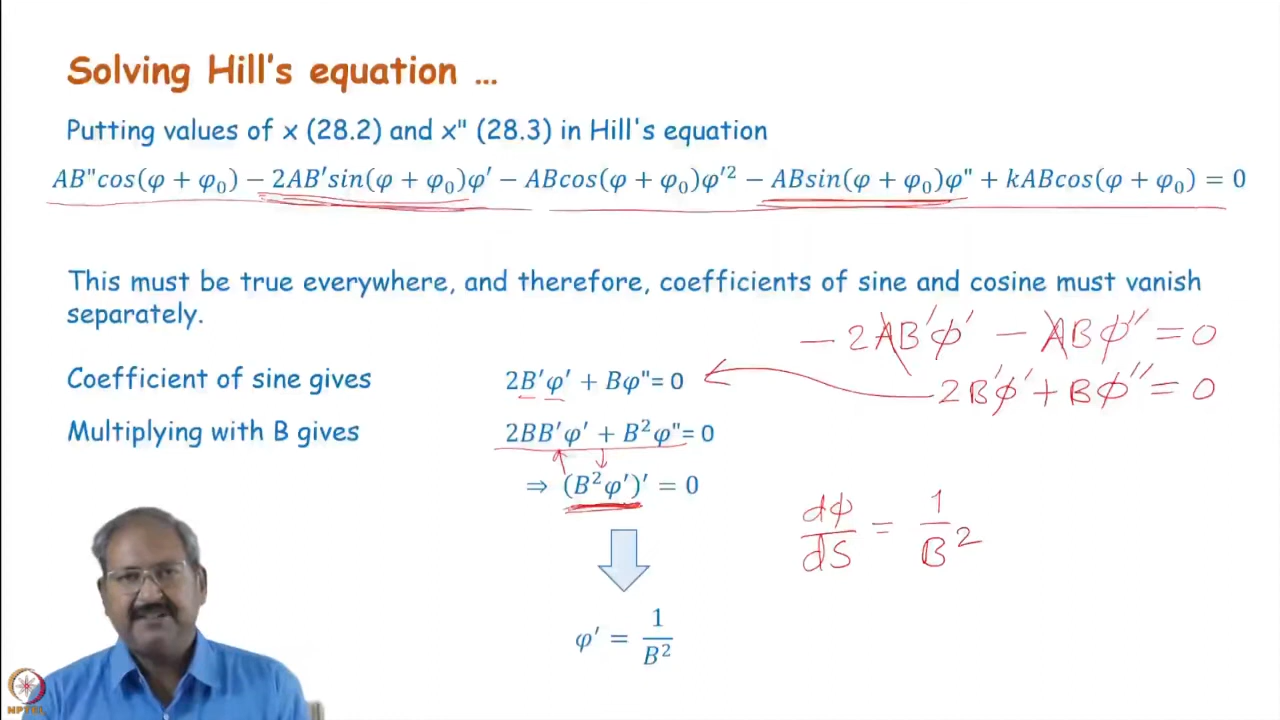 Solving Hill's equation ...
Putting values of x (28.2) and x" (28.3) in Hill's equation
AB"cos(φ + φ₀) − 2AB′sin(φ + φ₀)φ′ − ABcos(φ + φ₀)φ′² − ABsin(φ + φ₀)φ" + kABcos(φ + φ₀) = 0
This must be true everywhere, and therefore, coefficients of sine and cosine must vanish
separately.
− 2AB′φ′ − ABφ′′ = 0
Coefficient of sine gives 2B′φ′ + Bφ"= 0
2B′φ′ + Bφ′′ = 0
Multiplying with B gives 2BB′φ′ + B²φ"= 0
⇒ (B²φ′)′ = 0
dφ/dS = 1/B²
φ′ = 1/B²
NPTEL